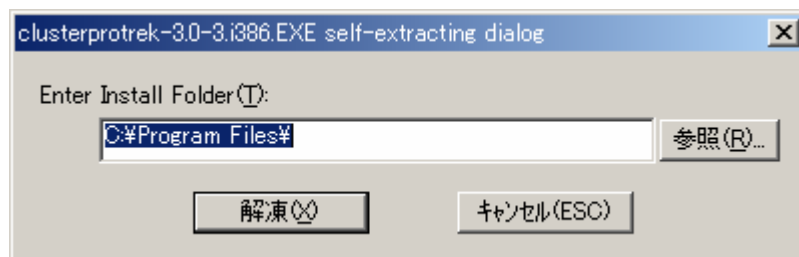 clusterprotrek-3.0-3.i386.EXE self-extracting dialog
Enter Install Folder(T):
C:¥Program Files¥
参照(R)...
解凍(X)
キャンセル(ESC)